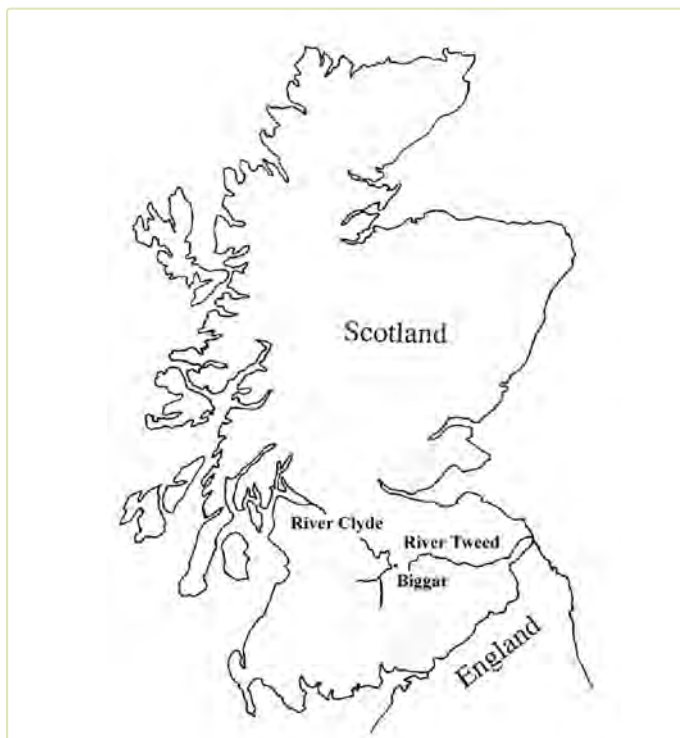 Scotland
River Clyde
River Tweed
Biggar
England